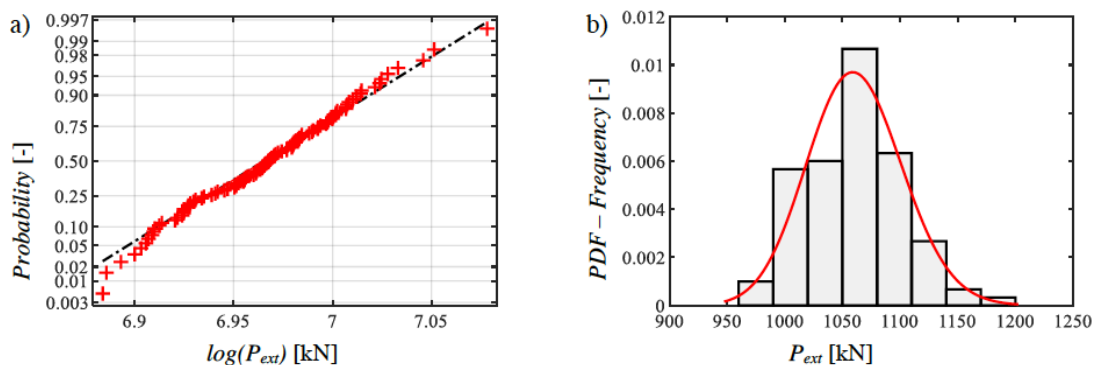 a)
0.997
0.99
0.98
0.95
0.90
0.75
0.50
0.25
0.10
0.05
0.02
0.01
0.003
Probability [-]
6.9 6.95 7 7.05
log(P_ext) [kN]
b)
0.012
0.01
0.008
0.006
0.004
0.002
0
PDF – Frequency [-]
900 950 1000 1050 1100 1150 1200 1250
P_ext [kN]